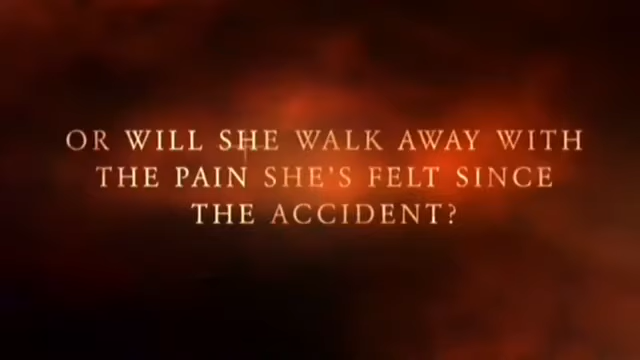 OR WILL SHE WALK AWAY WITH
THE PAIN SHE'S FELT SINCE
THE ACCIDENT?